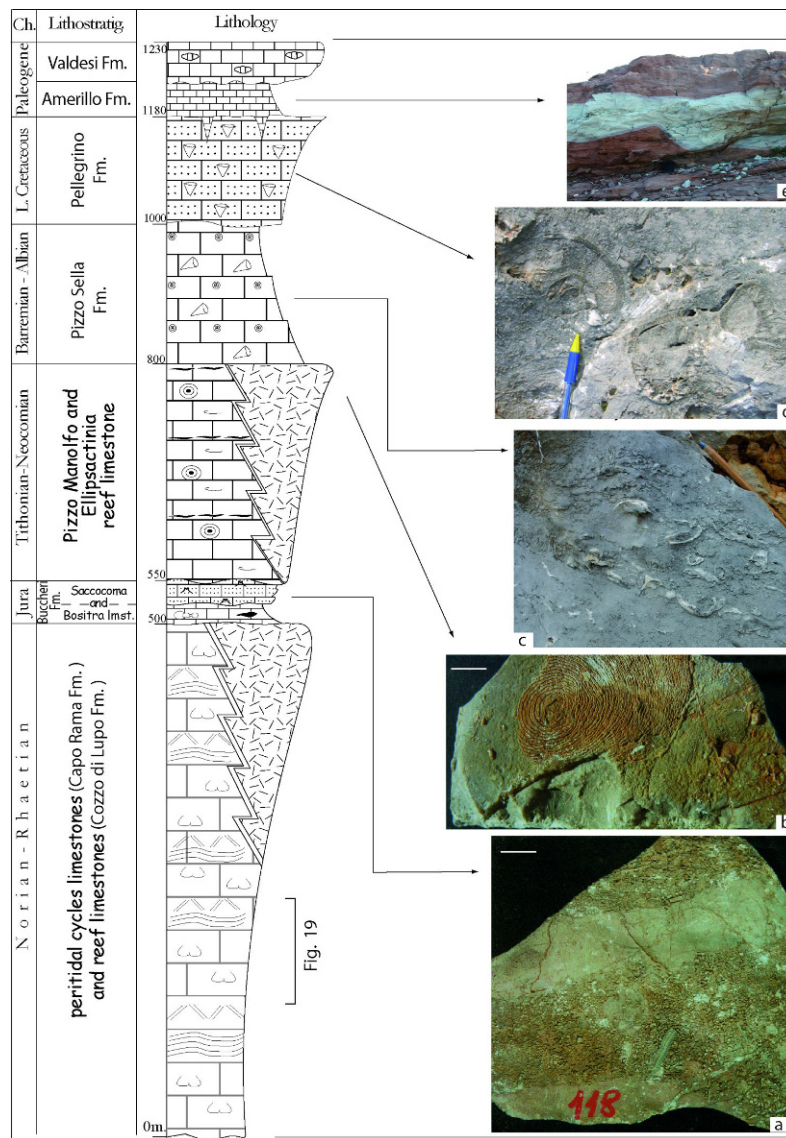 Ch. Lithostratig. Lithology
Paleogene
Valdesi Fm.
Amerillo Fm.
1230
1180
L. Cretaceous
Pellegrino
Fm.
1000
Barremian - Albian
Pizzo Sella
Fm.
800
Tithonian-Neocomian
Pizzo Manolfo and
Ellipsactinia
reef limestone
550
Jura
Buccheri
Fm.
Saccocoma
and
Bositra lmst.
500
Norian - Rhaetian
peritidal cycles limestones (Capo Rama Fm.)
and reef limestones (Cozzo di Lupo Fm.)
Fig. 19
0m.
e
d
c
b
118
a